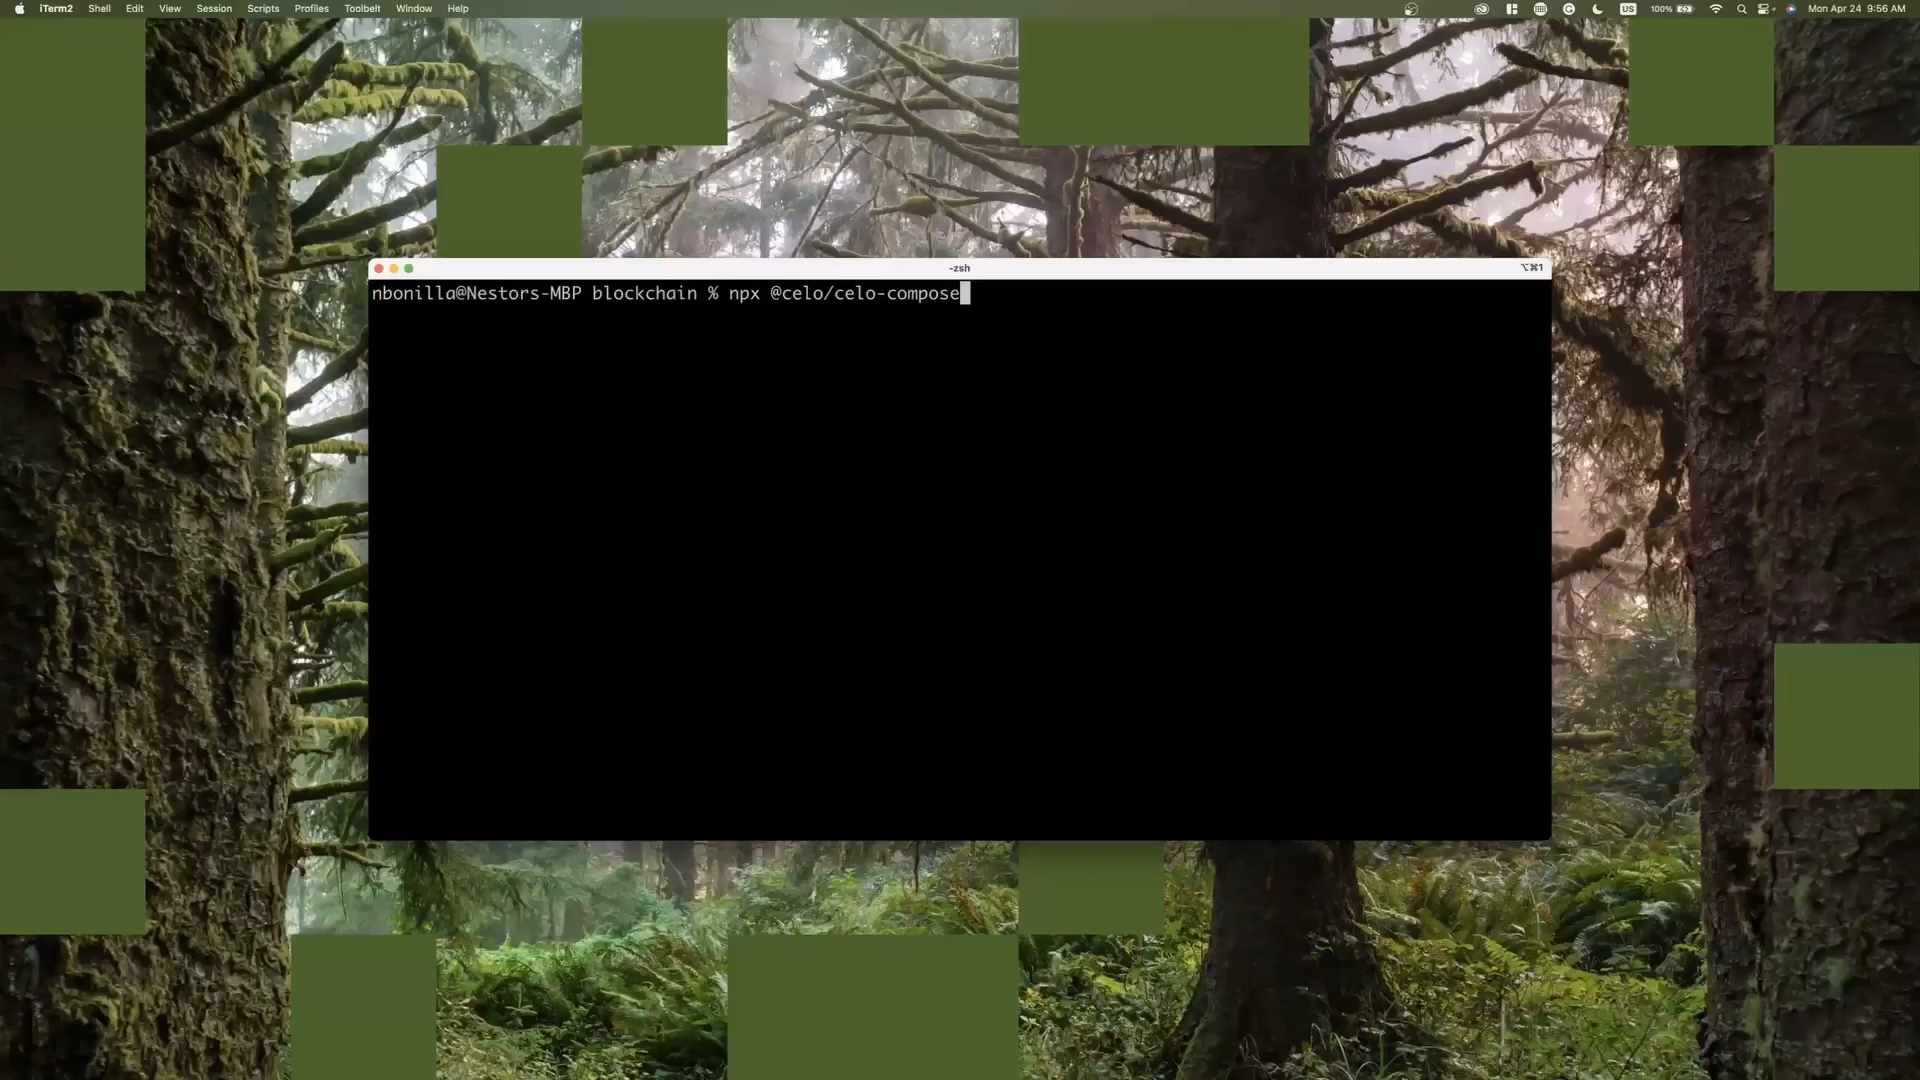 iTerm2 Shell Edit View Session Scripts Profiles Toolbelt Window Help US 100% Mon Apr 24 9:56 AM
-zsh ⌥⌘1
nbonilla@Nestors-MBP blockchain % npx @celo/celo-compose